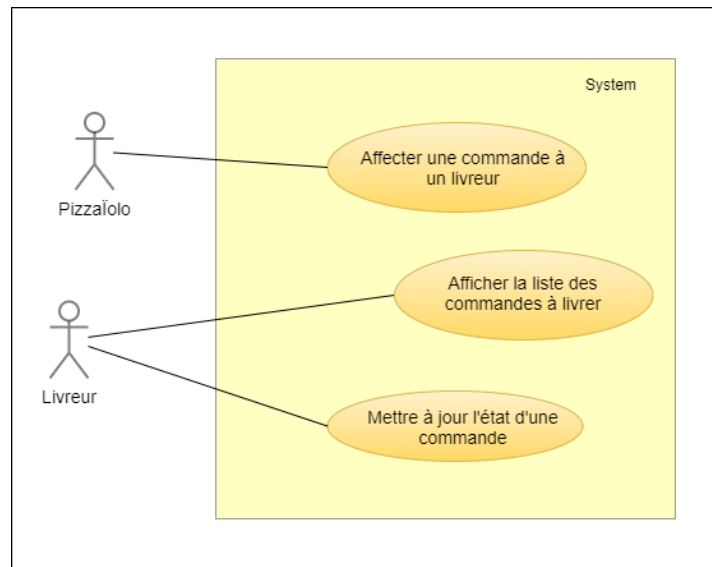 System
Affecter une commande à
un livreur
PizzaÏolo
Afficher la liste des
commandes à livrer
Livreur
Mettre à jour l'état d'une
commande